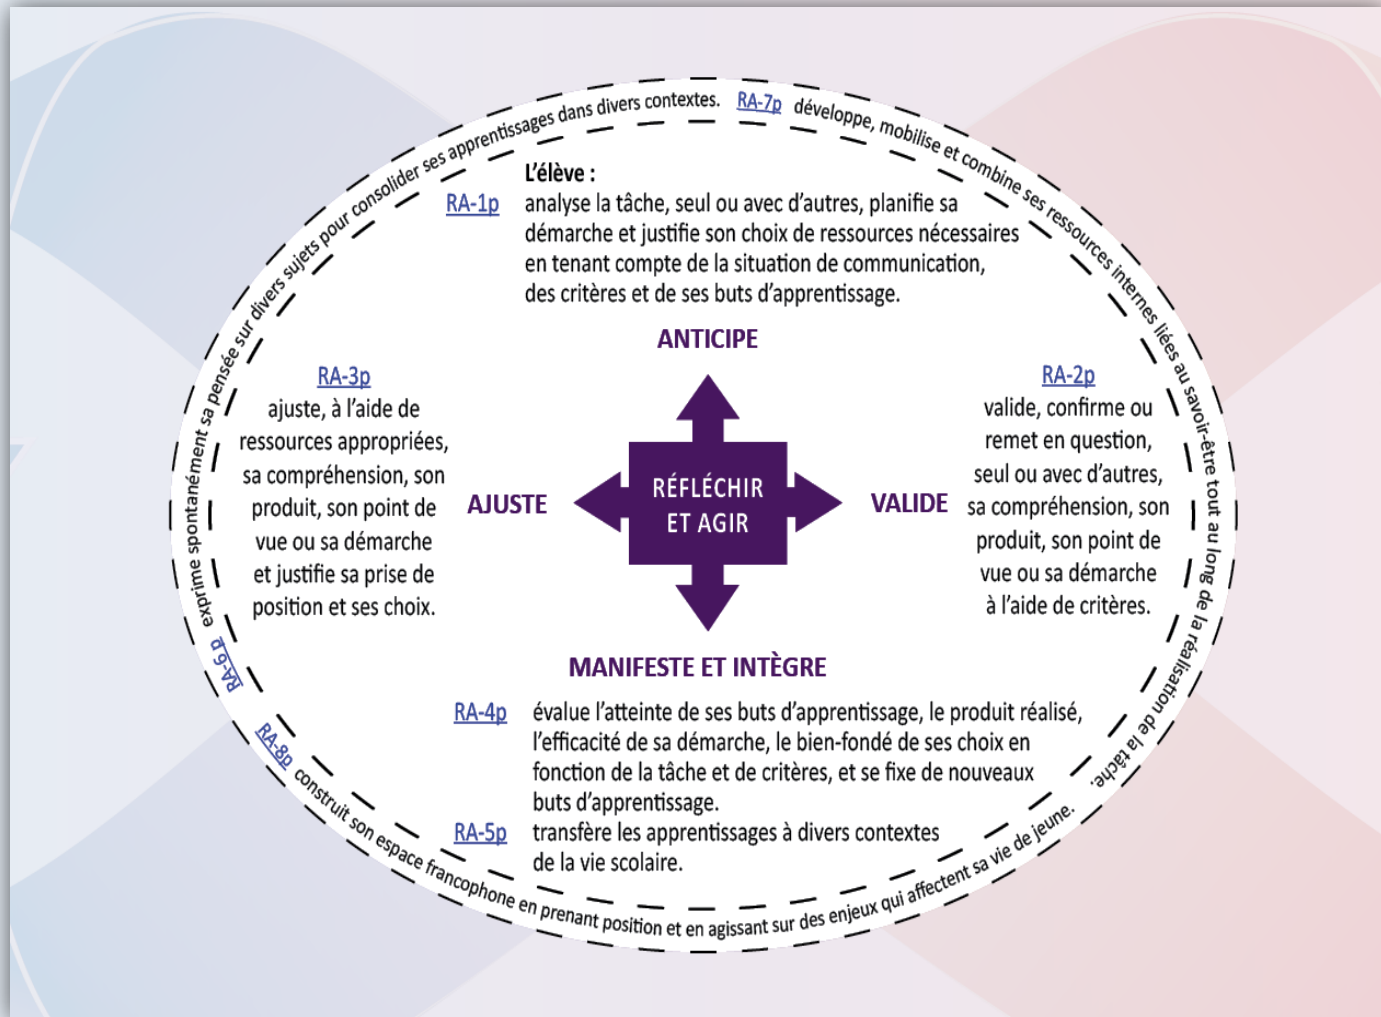 RA-6p exprime spontanément sa pensée sur divers sujets pour consolider ses apprentissages dans divers contextes.
RA-7p développe, mobilise et combine ses ressources internes liées au savoir-être tout au long de la réalisation de la tâche.
L'élève :
RA-1p analyse la tâche, seul ou avec d'autres, planifie sa
démarche et justifie son choix de ressources nécessaires
en tenant compte de la situation de communication,
des critères et de ses buts d'apprentissage.
ANTICIPE
RA-3p
ajuste, à l'aide de
ressources appropriées,
sa compréhension, son
produit, son point de
vue ou sa démarche
et justifie sa prise de
position et ses choix.
AJUSTE
RÉFLÉCHIR
ET AGIR
VALIDE
RA-2p
valide, confirme ou
remet en question,
seul ou avec d'autres,
sa compréhension, son
produit, son point de
vue ou sa démarche
à l'aide de critères.
MANIFESTE ET INTÈGRE
RA-4p évalue l'atteinte de ses buts d'apprentissage, le produit réalisé,
l'efficacité de sa démarche, le bien-fondé de ses choix en
fonction de la tâche et de critères, et se fixe de nouveaux
buts d'apprentissage.
RA-5p transfère les apprentissages à divers contextes
de la vie scolaire.
RA-8p construit son espace francophone en prenant position et en agissant sur des enjeux qui affectent sa vie de jeune.